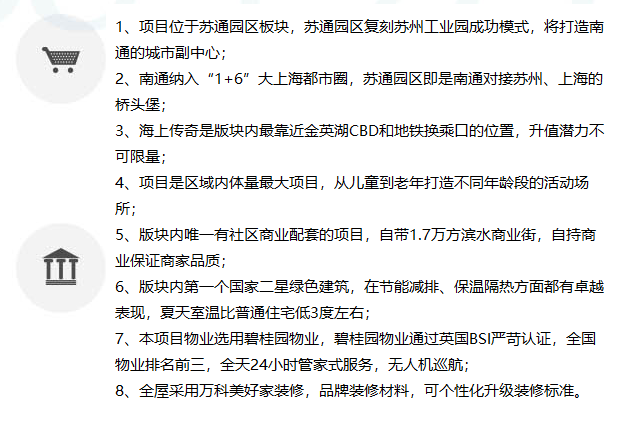 1、项目位于苏通园区板块，苏通园区复刻苏州工业园成功模式，将打造南
通的城市副中心；
2、南通纳入“1+6”大上海都市圈，苏通园区即是南通对接苏州、上海的
桥头堡；
3、海上传奇是版块内最靠近金英湖CBD和地铁换乘口的位置，升值潜力不
可限量；
4、项目是区域内体量最大项目，从儿童到老年打造不同年龄段的活动场
所；
5、版块内唯一有社区商业配套的项目，自带1.7万方滨水商业街，自持商
业保证商家品质；
6、版块内第一个国家二星绿色建筑，在节能减排、保温隔热方面都有卓越
表现，夏天室温比普通住宅低3度左右；
7、本项目物业选用碧桂园物业，碧桂园物业通过英国BSI严苛认证，全国
物业排名前三，全天24小时管家式服务，无人机巡航；
8、全屋采用万科美好家装修，品牌装修材料，可个性化升级装修标准。